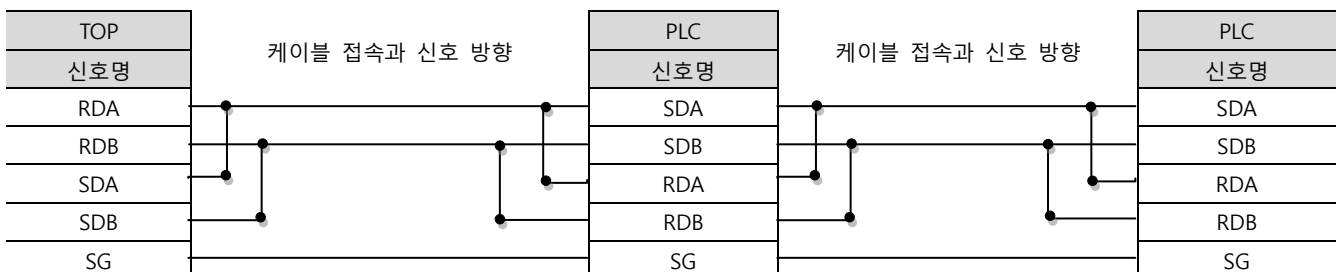 TOP 케이블 접속과 신호 방향 PLC 케이블 접속과 신호 방향 PLC
신호명 신호명 신호명
RDA SDA SDA
RDB SDB SDB
SDA RDA RDA
SDB RDB RDB
SG SG SG